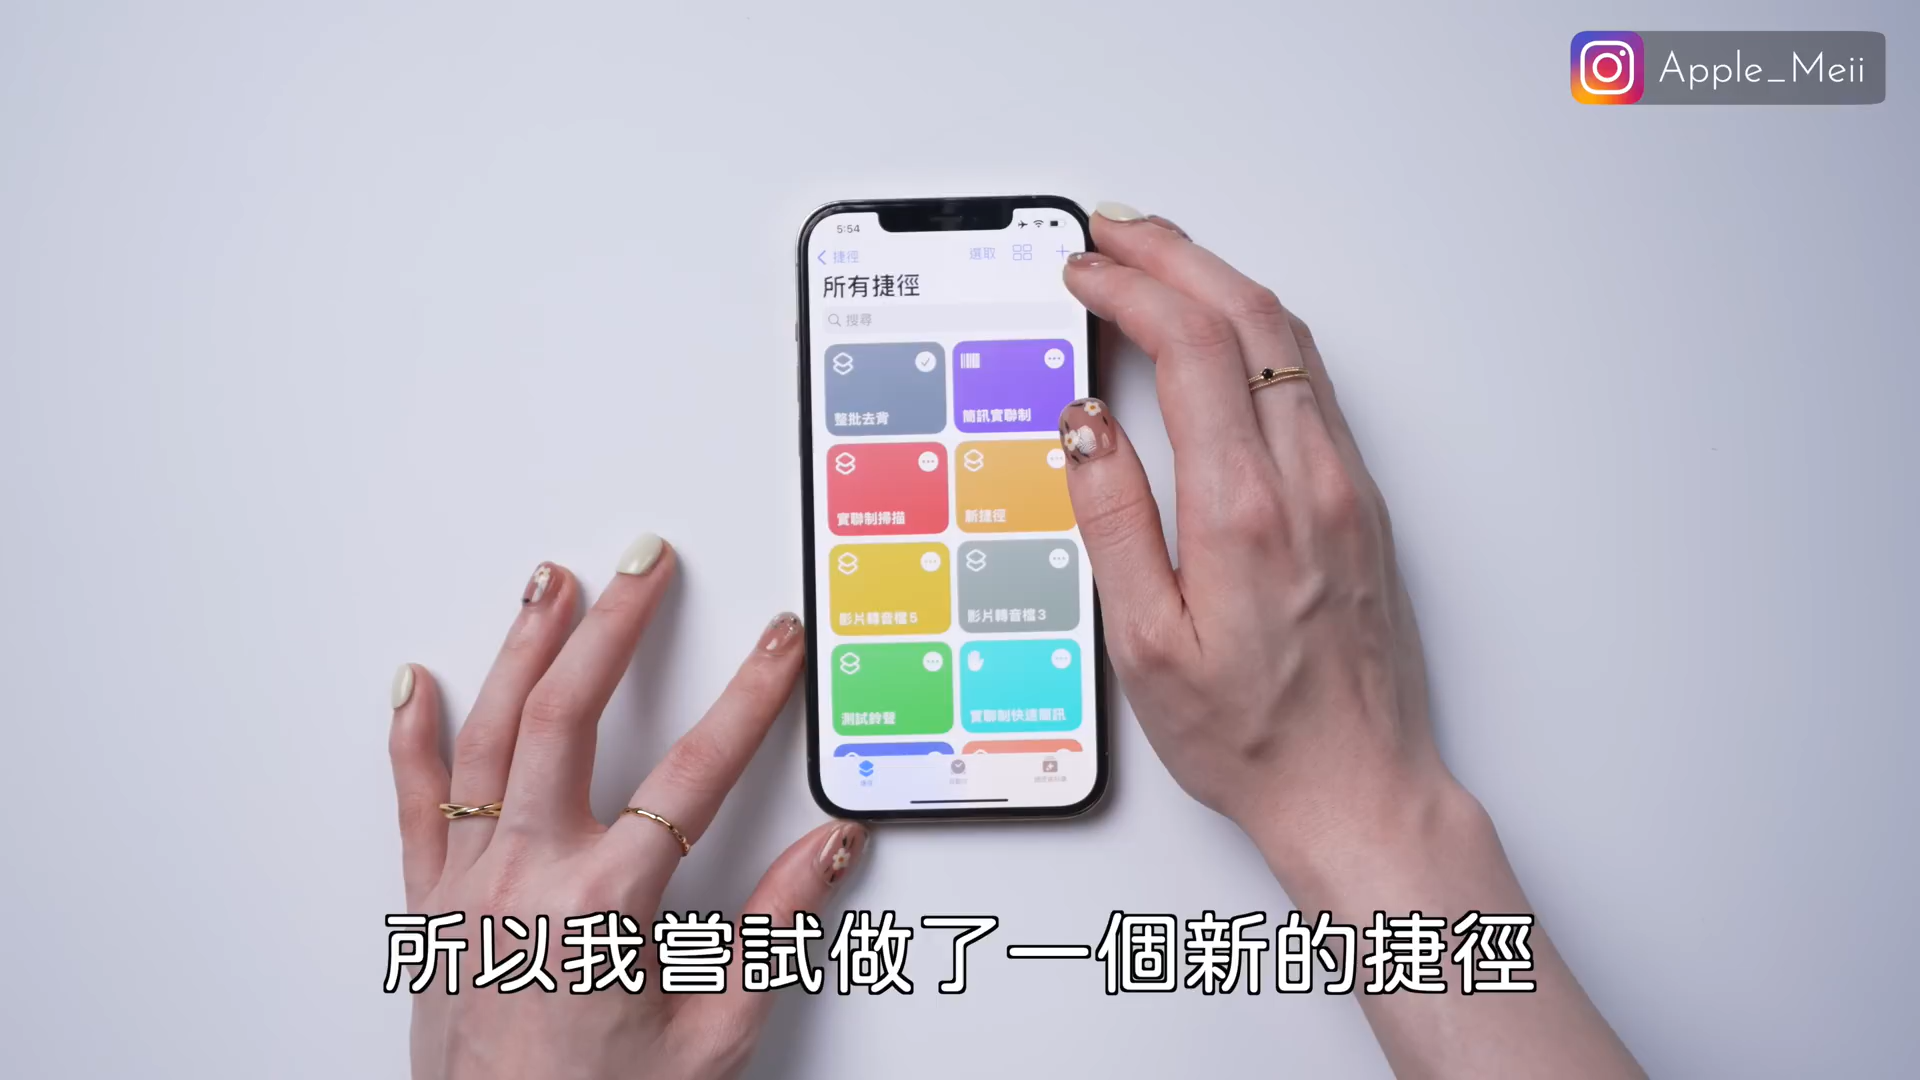 Apple_Meii
5:54
捷徑
選取
所有捷徑
搜尋
整批去背
簡訊實聯制
實聯制掃描
新捷徑
影片轉音檔 5
影片轉音檔 3
測試鈴聲
實聯制快速簡訊
所以我嘗試做了一個新的捷徑